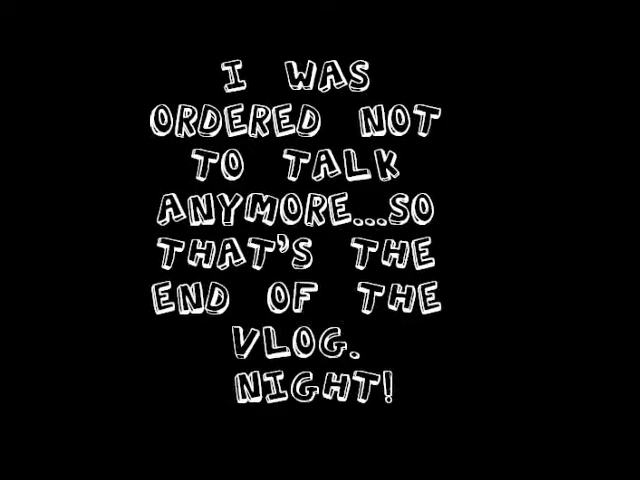 I WAS
ORDERED NOT
TO TALK
ANYMORE...SO
THAT'S THE
END OF THE
VLOG.
NIGHT!